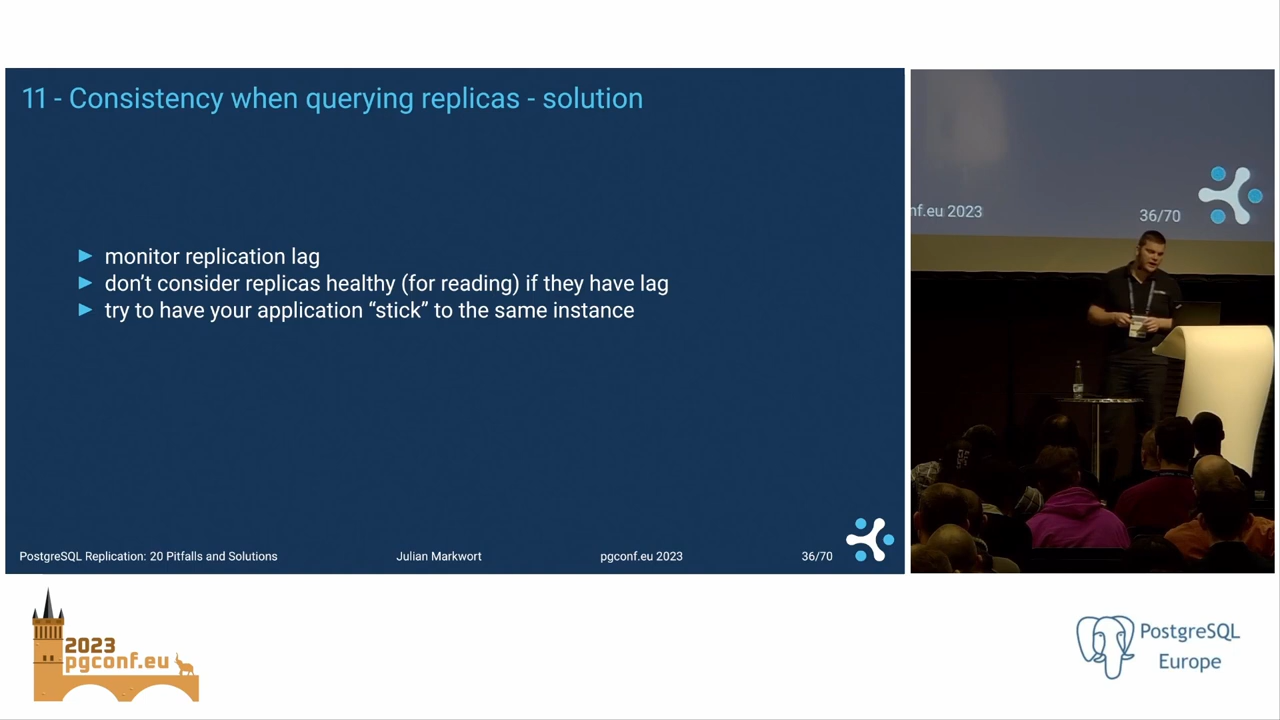 11 - Consistency when querying replicas - solution
monitor replication lag
don’t consider replicas healthy (for reading) if they have lag
try to have your application “stick” to the same instance
PostgreSQL Replication: 20 Pitfalls and Solutions
Julian Markwort
pgconf.eu 2023
36/70
nf.eu 2023
36/70
2023
pgconf.eu
PostgreSQL
Europe